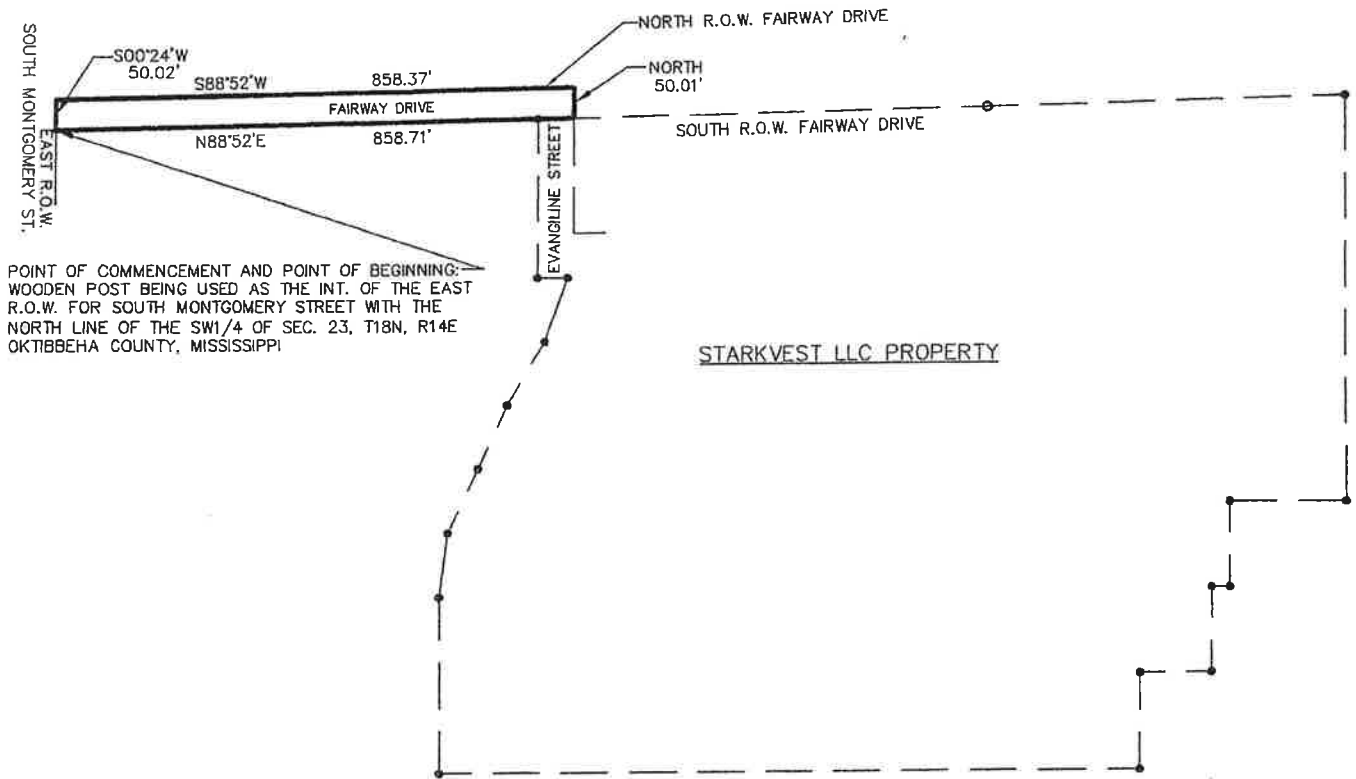 NORTH R.O.W. FAIRWAY DRIVE
SOUTH MONTGOMERY ST.
EAST R.O.W.
S00°24'W
50.02'
S88°52'W
858.37'
NORTH
50.01'
FAIRWAY DRIVE
N88°52'E
858.71'
SOUTH R.O.W. FAIRWAY DRIVE
EVANGILINE STREET
POINT OF COMMENCEMENT AND POINT OF BEGINNING:
WOODEN POST BEING USED AS THE INT. OF THE EAST
R.O.W. FOR SOUTH MONTGOMERY STREET WITH THE
NORTH LINE OF THE SW1/4 OF SEC. 23, T18N, R14E
OKTIBBEHA COUNTY, MISSISSIPPI
STARKVEST LLC PROPERTY